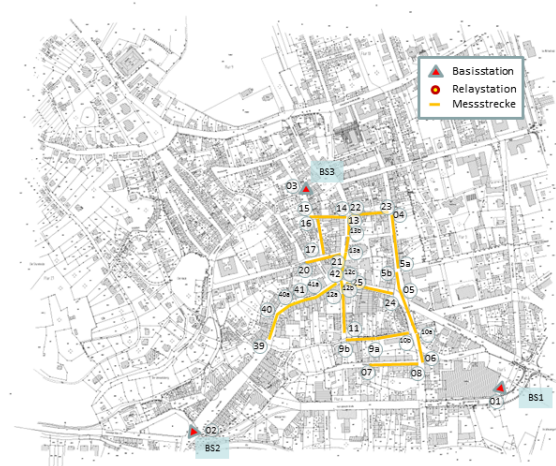 Basisstation
Relaystation
Messstrecke
BS3
03
15
14
22
23
04
16
13
13b
17
13a
20
21
5a
42
12c
5b
41a
12b
25
05
41
12a
40a
24
40
11
10a
10b
39
9b
9a
06
07
08
01
BS1
02
BS2